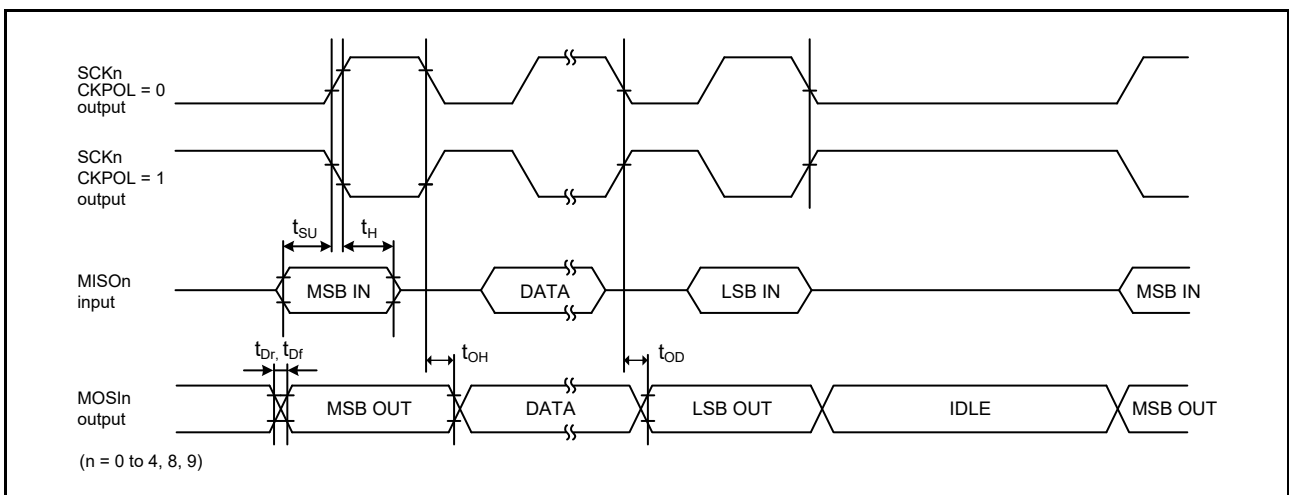 SCKn
CKPOL = 0
output
SCKn
CKPOL = 1
output
tSU
tH
MISOn
input
MSB IN
DATA
LSB IN
MSB IN
tDr, tDf
tOH
tOD
MOSIn
output
MSB OUT
DATA
LSB OUT
IDLE
MSB OUT
(n = 0 to 4, 8, 9)